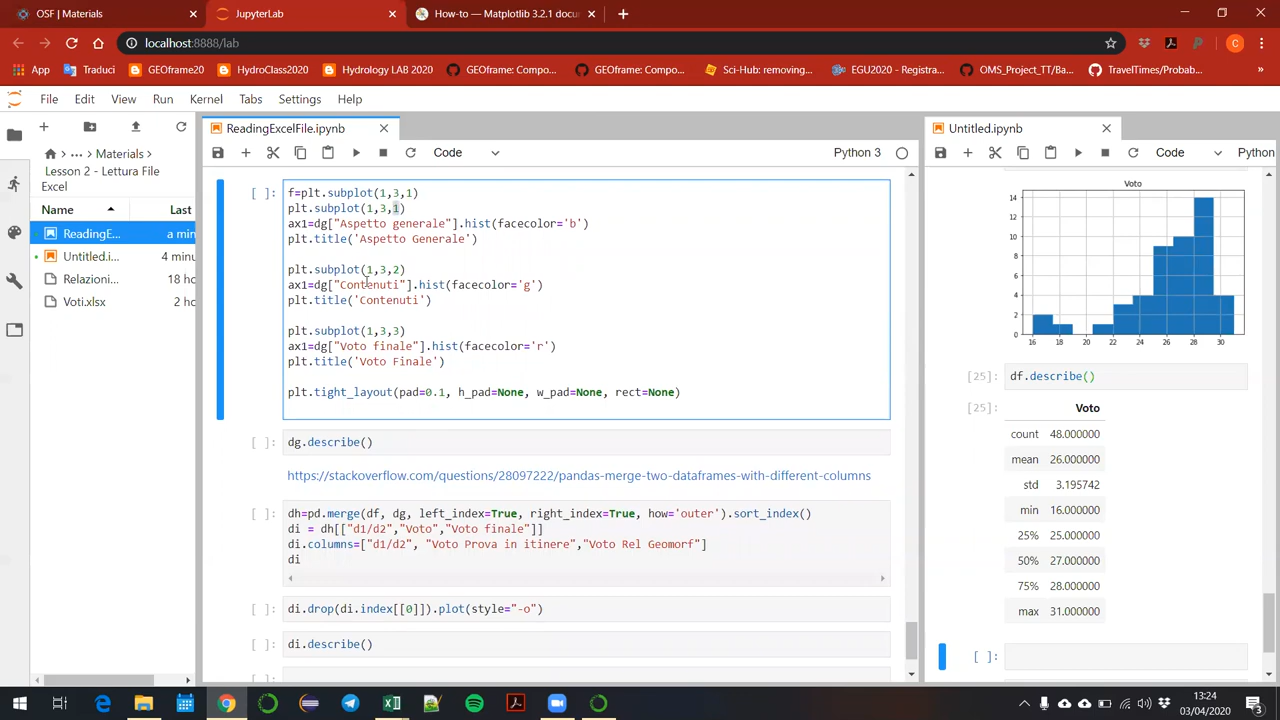 OSF | Materials
JupyterLab
How-to — Matplotlib 3.2.1 docu
localhost:8888/lab
App
Traduci
GEOframe20
HydroClass2020
Hydrology LAB 2020
GEOframe: Compo...
GEOframe: Compo...
Sci-Hub: removing...
EGU2020 - Registra...
OMS_Project_TT/Ba...
TravelTimes/Probab...
»
File
Edit
View
Run
Kernel
Tabs
Settings
Help
ReadingExcelFile.ipynb
Untitled.ipynb
Code
Python 3
Code
Python
... Materials
Lesson 2 - Lettura File
Excel
Name
Last
ReadingE...
a min
Untitled.i...
4 minu
Relazioni...
18 hou
Voti.xlsx
2 hou
[ ]:
f=plt.subplot(1,3,1)
plt.subplot(1,3,1)
ax1=dg["Aspetto generale"].hist(facecolor='b')
plt.title('Aspetto Generale')
plt.subplot(1,3,2)
ax1=dg["Contenuti"].hist(facecolor='g')
plt.title('Contenuti')
plt.subplot(1,3,3)
ax1=dg["Voto finale"].hist(facecolor='r')
plt.title('Voto Finale')
plt.tight_layout(pad=0.1, h_pad=None, w_pad=None, rect=None)
[ ]: dg.describe()
https://stackoverflow.com/questions/28097222/pandas-merge-two-dataframes-with-different-columns
[ ]: dh=pd.merge(df, dg, left_index=True, right_index=True, how='outer').sort_index()
di = dh[["d1/d2","Voto","Voto finale"]]
di.columns=["d1/d2", "Voto Prova in itinere","Voto Rel Geomorf"]
di
[ ]: di.drop(di.index[[0]]).plot(style="-o")
[ ]: di.describe()
[ ]:
Voto
14
12
10
8
6
4
2
0
16 18 20 22 24 26 28 30
[25]: df.describe()
[25]:
Voto
count 48.000000
mean 26.000000
std 3.195742
min 16.000000
25% 25.000000
50% 27.000000
75% 28.000000
max 31.000000
[ ]:
13:24
03/04/2020
3